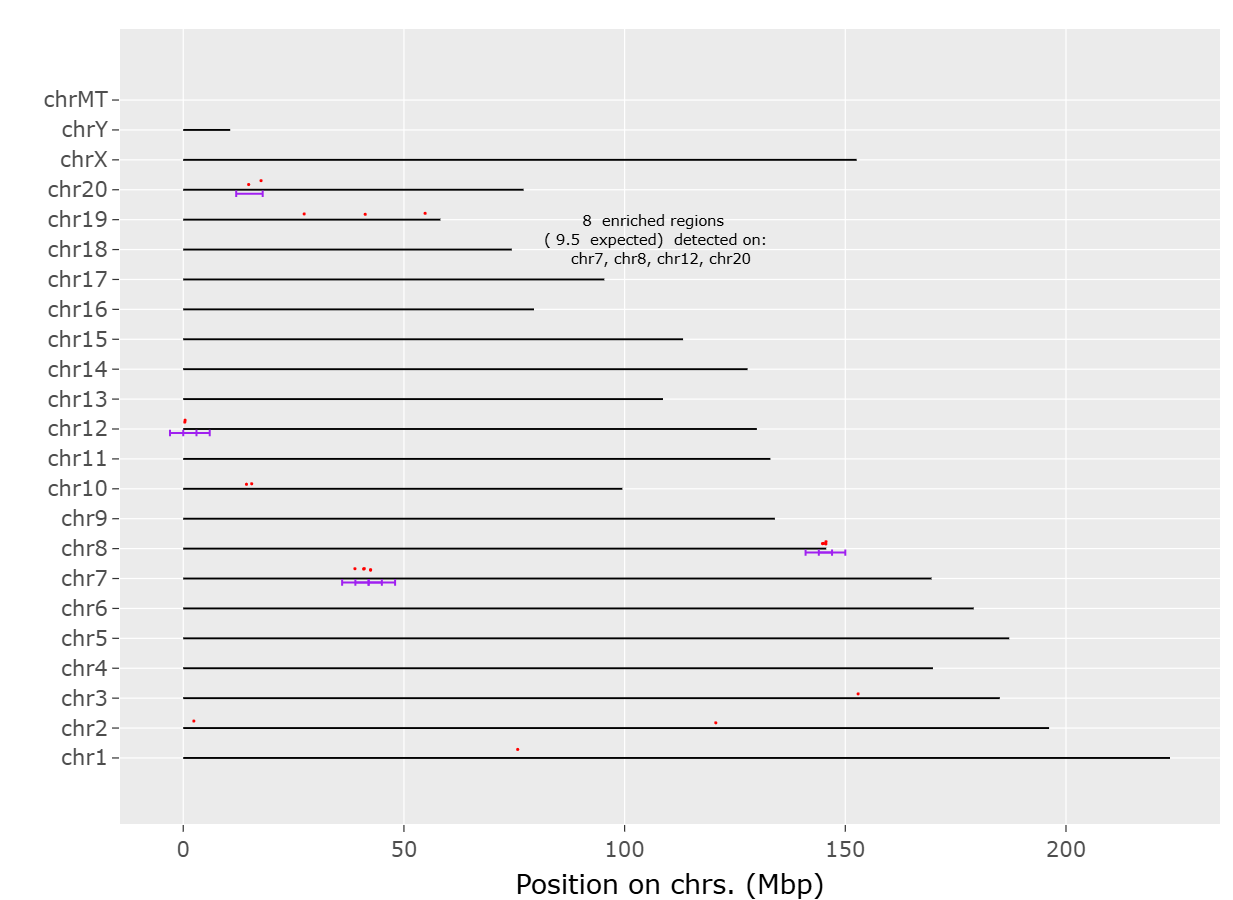 chrMT
chrY
chrX
chr20
chr19
8 enriched regions
( 9.5 expected) detected on:
chr7, chr8, chr12, chr20
chr18
chr17
chr16
chr15
chr14
chr13
chr12
chr11
chr10
chr9
chr8
chr7
chr6
chr5
chr4
chr3
chr2
chr1
0 50 100 150 200
Position on chrs. (Mbp)